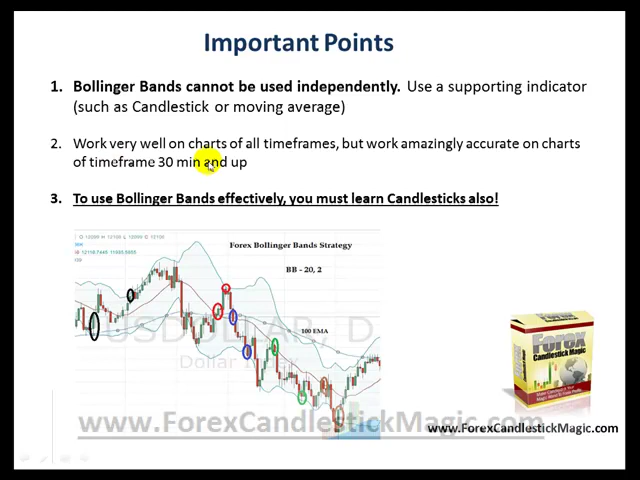 Important Points
1. Bollinger Bands cannot be used independently. Use a supporting indicator
(such as Candlestick or moving average)
2. Work very well on charts of all timeframes, but work amazingly accurate on charts
of timeframe 30 min and up
3. To use Bollinger Bands effectively, you must learn Candlesticks also!
Forex Bollinger Bands Strategy
BB - 20, 2
100 EMA
USDOLLAR, D
Dollar Index
Forex
Candlestick Magic
www.ForexCandlestickMagic.com
www.ForexCandlestickMagic.com